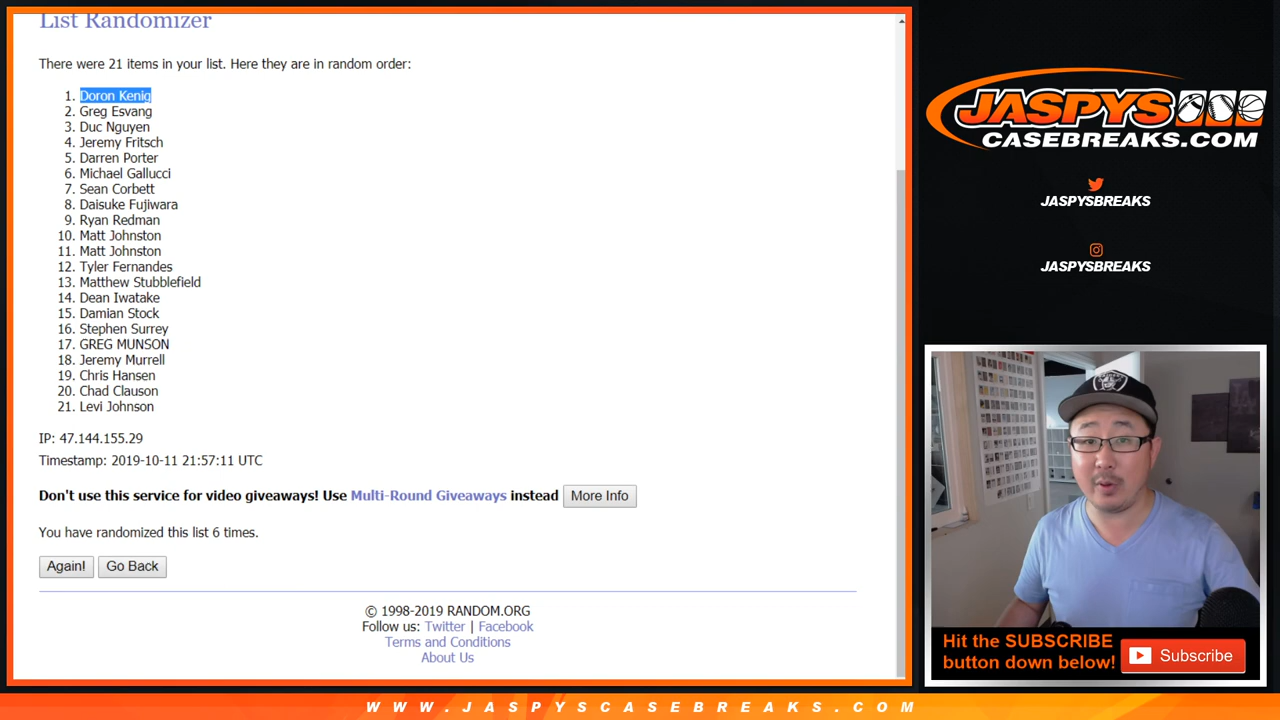 List Randomizer
There were 21 items in your list. Here they are in random order:
1. Doron Kenig
2. Greg Esvang
3. Duc Nguyen
4. Jeremy Fritsch
5. Darren Porter
6. Michael Gallucci
7. Sean Corbett
8. Daisuke Fujiwara
9. Ryan Redman
10. Matt Johnston
11. Matt Johnston
12. Tyler Fernandes
13. Matthew Stubblefield
14. Dean Iwatake
15. Damian Stock
16. Stephen Surrey
17. GREG MUNSON
18. Jeremy Murrell
19. Chris Hansen
20. Chad Clauson
21. Levi Johnson
IP: 47.144.155.29
Timestamp: 2019-10-11 21:57:11 UTC
Don't use this service for video giveaways! Use Multi-Round Giveaways instead More Info
You have randomized this list 6 times.
Again! Go Back
© 1998-2019 RANDOM.ORG
Follow us: Twitter | Facebook
Terms and Conditions
About Us
JASPYS
CASEBREAKS.COM
JASPYSBREAKS
JASPYSBREAKS
Hit the SUBSCRIBE
button down below!
Subscribe
WWW.JASPYSCASEBREAKS.COM